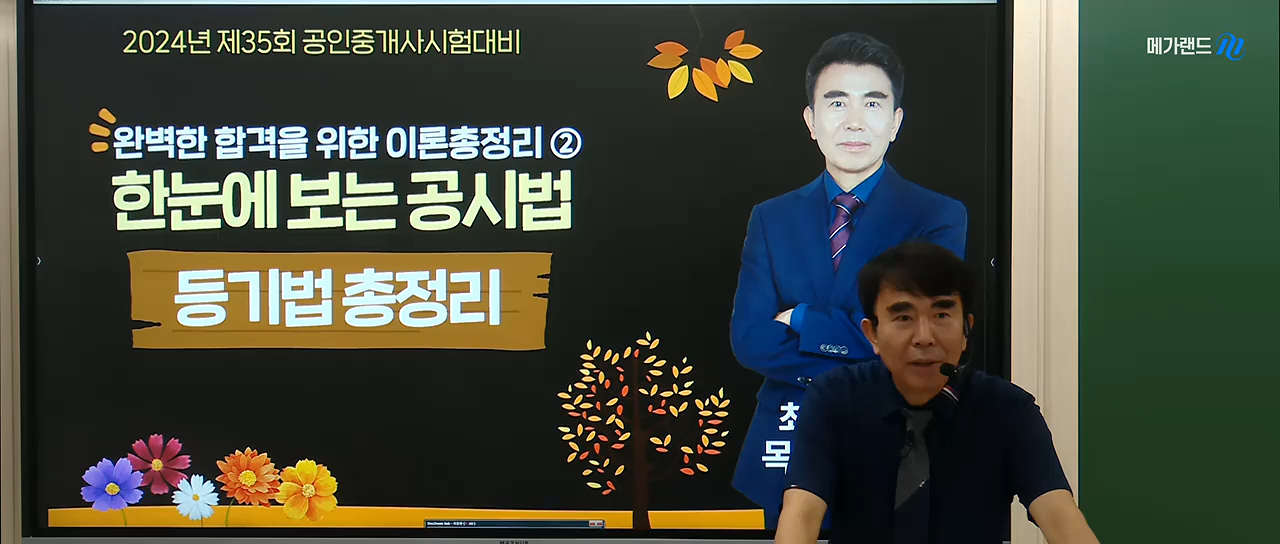 2024년 제35회 공인중개사시험대비
메가랜드
완벽한 합격을 위한 이론총정리 ②
한눈에 보는 공시법
등기법 총정리